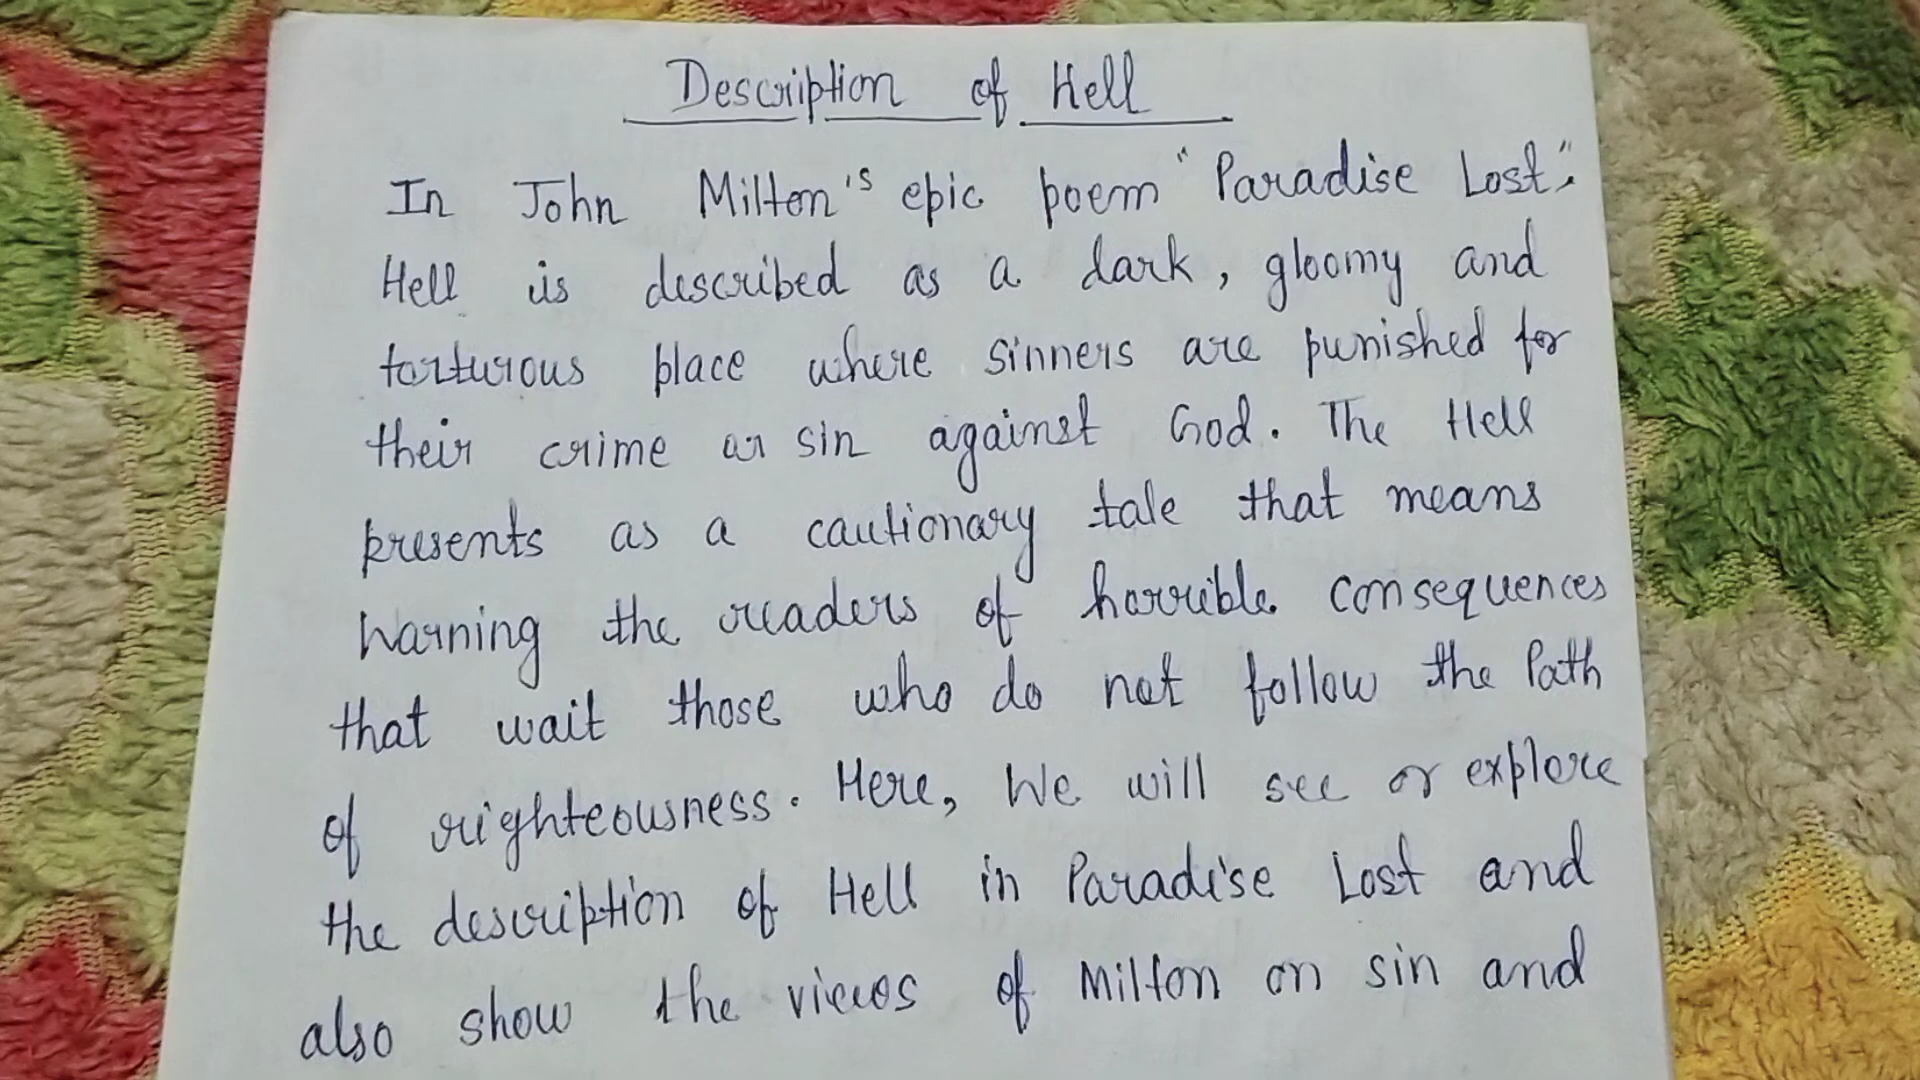 Description of Hell
In John Milton's epic poem "Paradise Lost".
Hell is described as a dark, gloomy and
torturous place where sinners are punished for
their crime or sin against God. The Hell
presents as a cautionary tale that means
Warning the readers of horrible consequences
that wait those who do not follow the Path
of righteousness. Here, We will see or explore
the description of Hell in Paradise Lost and
also show the views of Milton on sin and